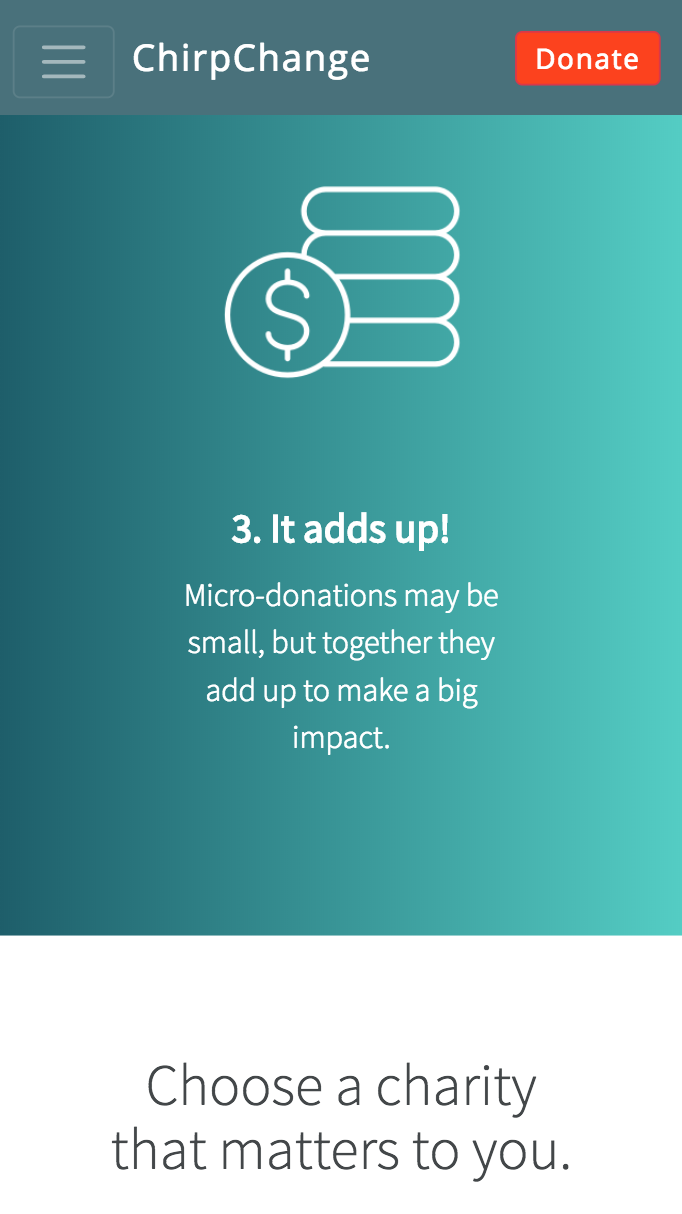 ChirpChange
Donate
$
3. It adds up!
Micro-donations may be
small, but together they
add up to make a big
impact.
Choose a charity
that matters to you.